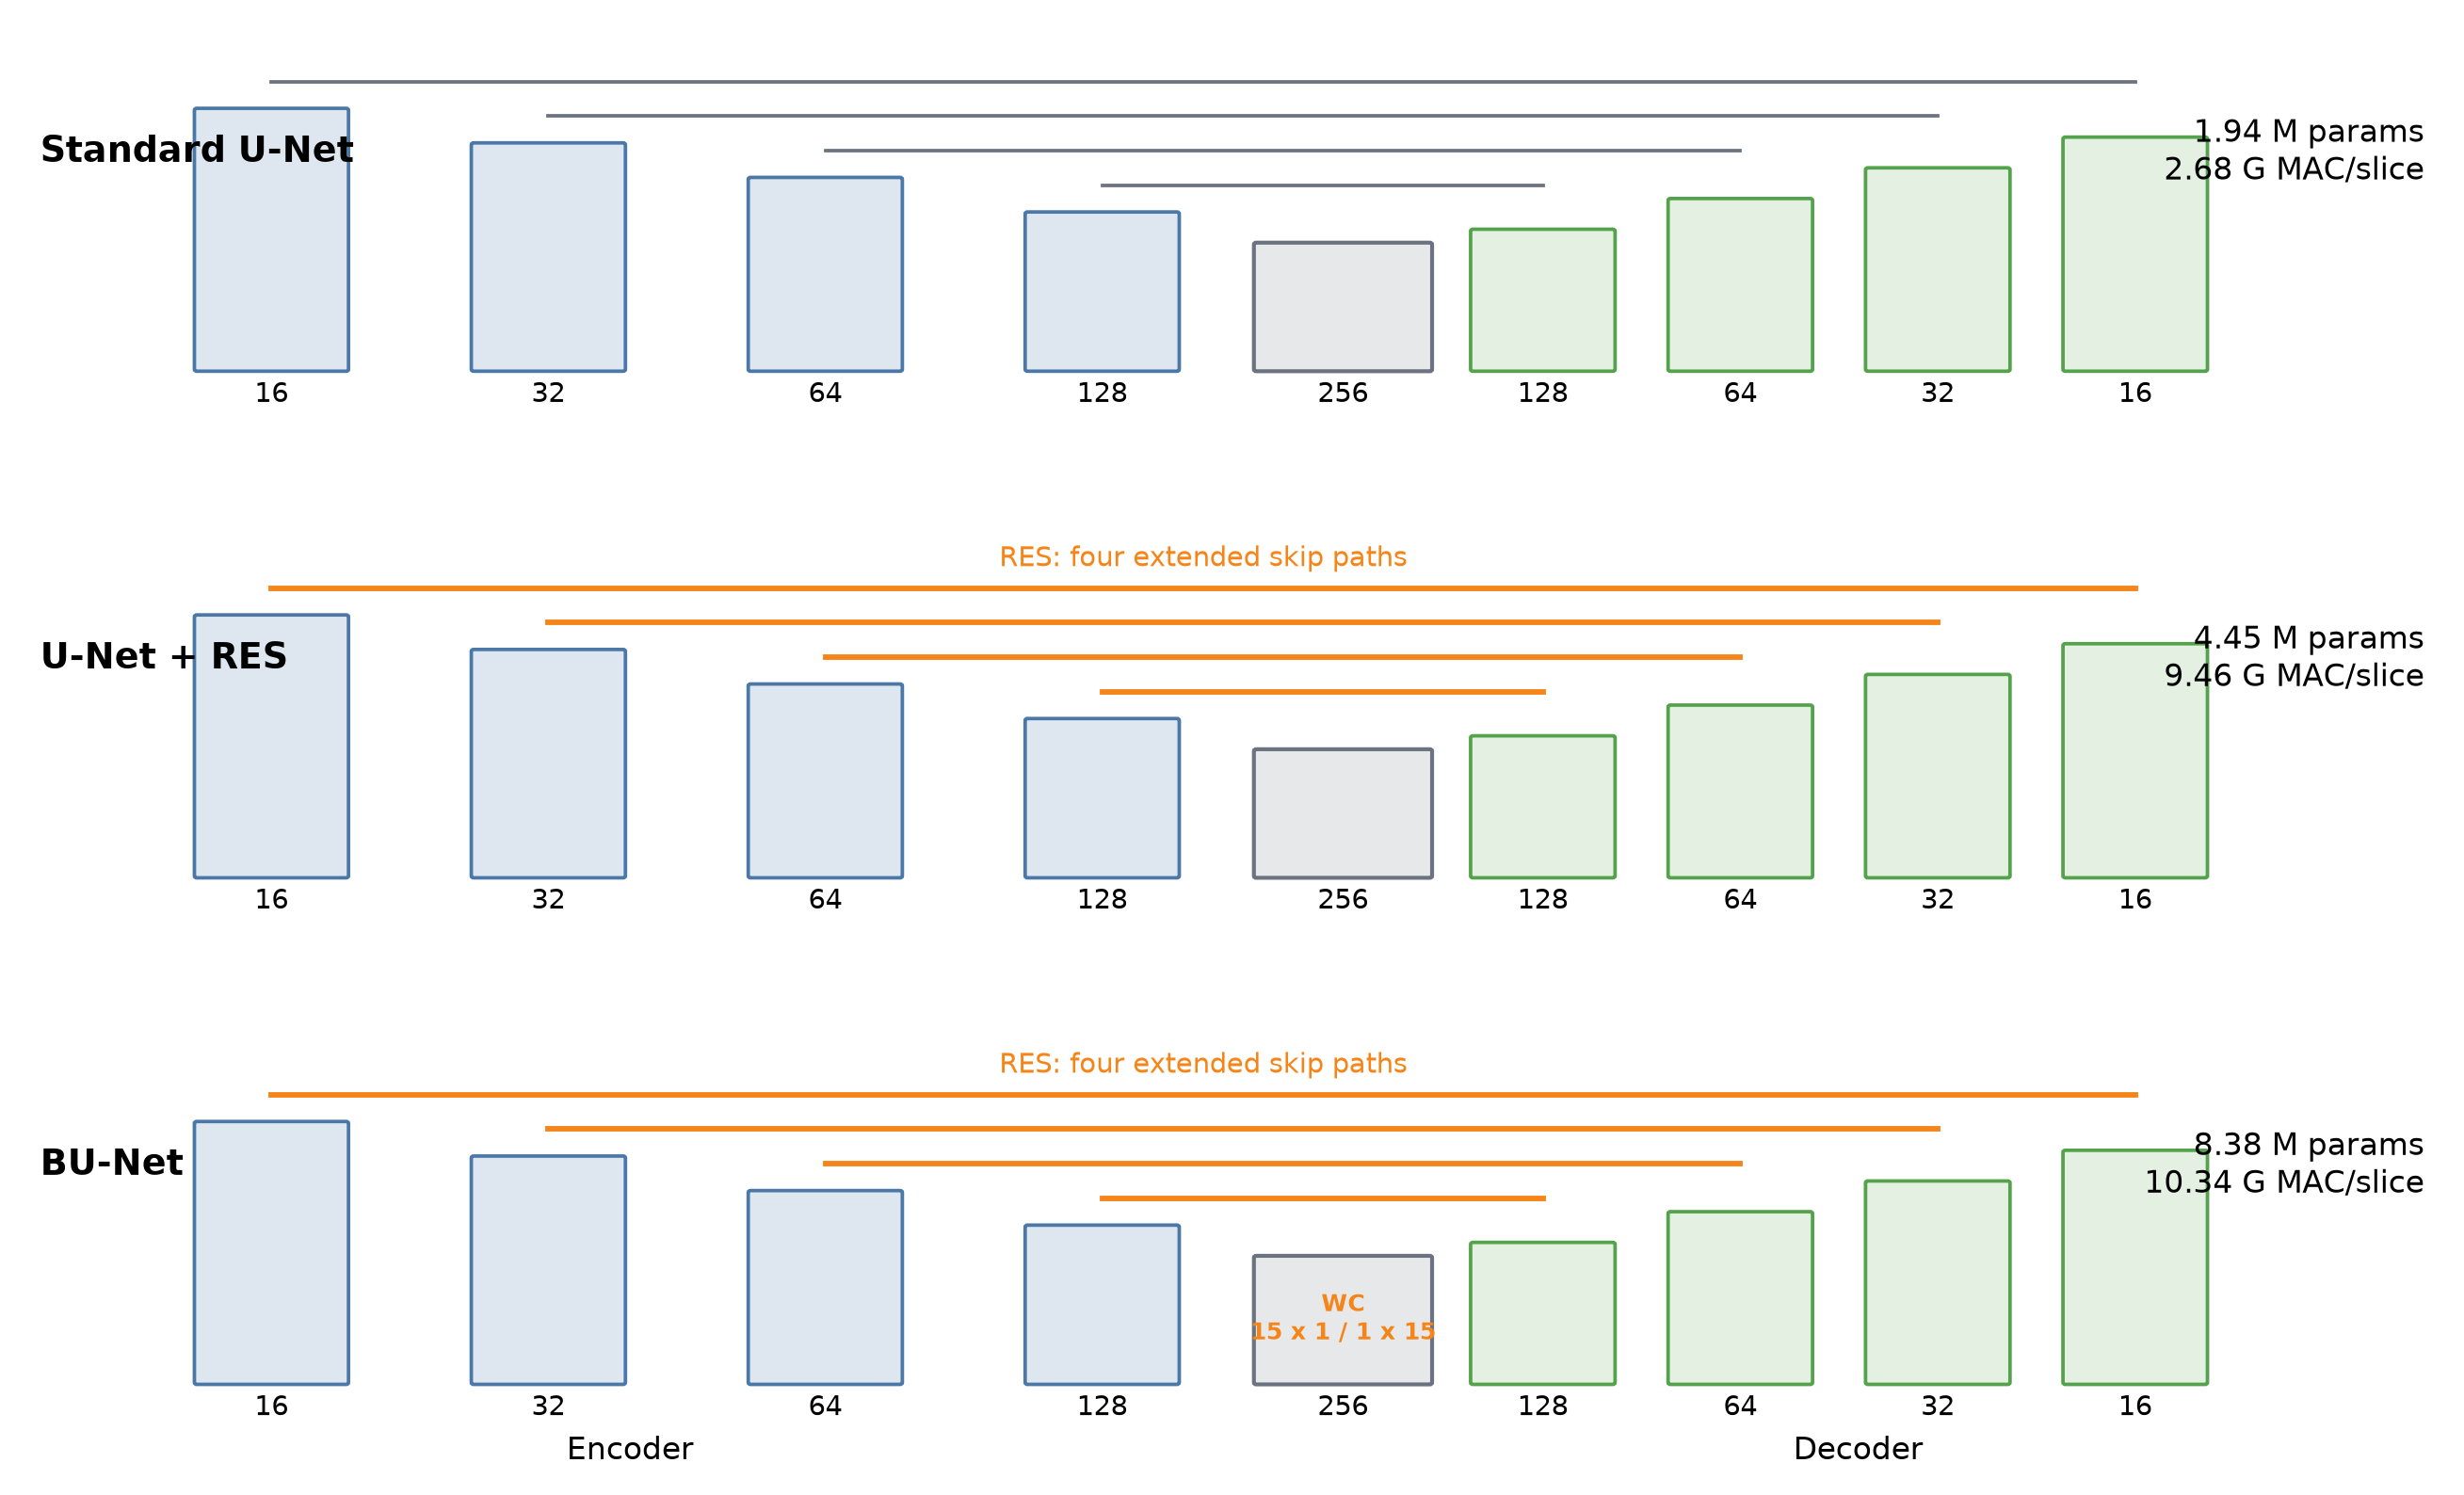 Standard U-Net
1.94 M params
2.68 G MAC/slice
16
32
64
128
256
128
64
32
16
RES: four extended skip paths
U-Net + RES
4.45 M params
9.46 G MAC/slice
16
32
64
128
256
128
64
32
16
RES: four extended skip paths
BU-Net
8.38 M params
10.34 G MAC/slice
WC
15 x 1 / 1 x 15
16
32
64
128
256
128
64
32
16
Encoder
Decoder